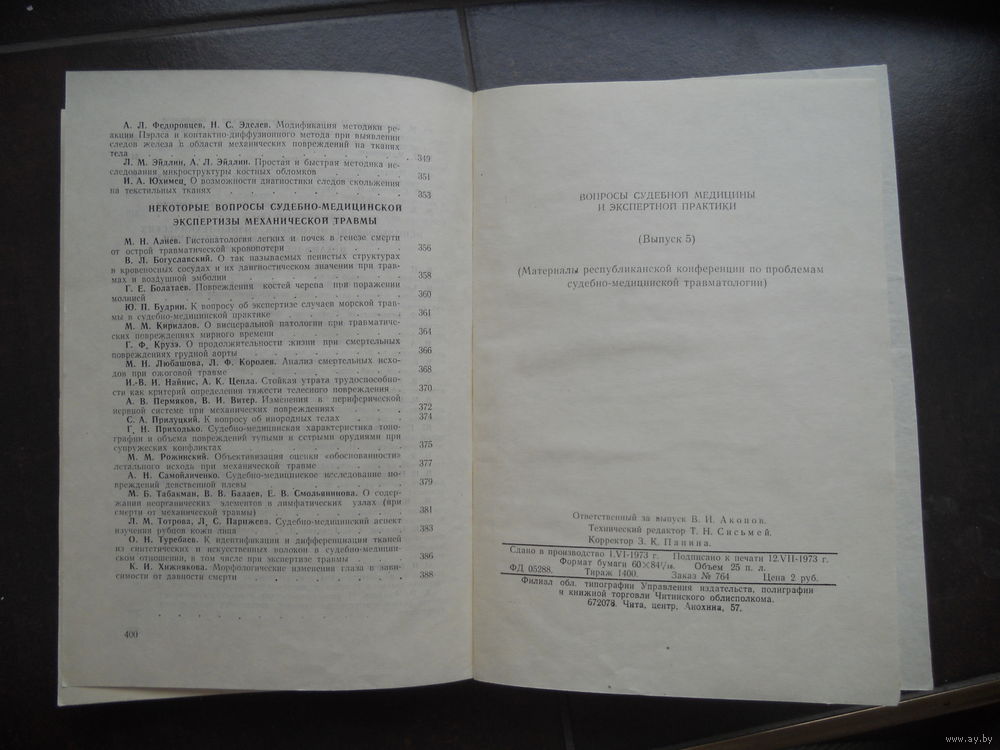 А. Л. Федоровцев, Н. С. Эделев. Модификация методики ре-
акции Пэрлса и контактно-диффузионного метода при выявлении
следов железа в области механических повреждений на тканях
тела . . . . . . . . . . . . 349
Л. М. Эйдлин, А. Л. Эйдлин. Простая и быстрая методика ис-
следования микроструктуры костных обломков . . . . 351
И. А. Юхимец. О возможности диагностики следов скольжения
на текстильных тканях . . . . . . . . 353
НЕКОТОРЫЕ ВОПРОСЫ СУДЕБНО-МЕДИЦИНСКОЙ
ЭКСПЕРТИЗЫ МЕХАНИЧЕСКОЙ ТРАВМЫ
М. Н. Алиев. Гистопатология легких и почек в генезе смерти
от острой травматической кровопотери . . . . . 356
В. Л. Богуславский. О так называемых пенистых структурах
в кровеносных сосудах и их диагностическом значении при трав-
мах и воздушной эмболии . . . . . . . 358
Г. Е. Болатаев. Повреждения костей черепа при поражении
молнией . . . . . . . . . . . 360
Ю. П. Будрин. К вопросу об экспертизе случаев морской трав-
мы в судебно-медицинской практике . . . . . 361
М. М. Кириллов. О висцеральной патологии при травматиче-
ских повреждениях мирного времени . . . . . 364
Г. Ф. Крузэ. О продолжительности жизни при смертельных
повреждениях грудной аорты . . . . . . 366
М. Н. Любашова, Л. Ф. Королев. Анализ смертельных исхо-
дов при ожоговой травме . . . . . . . 368
И.-В. И. Найнис, А. К. Цепла. Стойкая утрата трудоспособно-
сти как критерий определения тяжести телесного повреждения . 370
А. В. Пермяков, В. И. Витер. Изменения в периферической
нервной системе при механических повреждениях . . . 372
С. А. Прилуцкий. К вопросу об инородных телах . . . 374
Г. Н. Приходько. Судебно-медицинская характеристика топо-
графии и объема повреждений тупыми и острыми орудиями при
супружеских конфликтах . . . . . . . 375
М. М. Рожинский. Объективизация оценки «обоснованности»
летального исхода при механической травме . . . . 377
А. Н. Самойличенко. Судебно-медицинское исследование по-
вреждений девственной плевы . . . . . . 379
М. Б. Табакман, В. В. Балаев, Е. В. Смольянинова. О содер-
жании неорганических элементов в лимфатических узлах (при
смерти от механической травмы) . . . . . . 381
Л. М. Тотрова, Л. С. Парижева. Судебно-медицинский аспект
изучения рубцов кожи лица . . . . . . . 383
О. Н. Туребаев. К идентификации и дифференциации тканей
из синтетических и искусственных волокон в судебно-медицин-
ском отношении, в том числе при экспертизе травмы . . 386
К. И. Хижнякова. Морфологические изменения глаза в зави-
симости от давности смерти . . . . . . . 388
400
ВОПРОСЫ СУДЕБНОЙ МЕДИЦИНЫ
И ЭКСПЕРТНОЙ ПРАКТИКИ
(Выпуск 5)
(Материалы республиканской конференции по проблемам
судебно-медицинской травматологии)
Ответственный за выпуск В. И. Акопов.
Технический редактор Т. Н. Сисьмей.
Корректор З. К. Панина.
Сдано в производство 1.VI-1973 г. Подписано к печати 12.VII-1973 г.
Формат бумаги 60×84¹/₁₆. Объем 25 п. л.
ФД 05288. Тираж 1400. Заказ № 764 Цена 2 руб.
Филиал обл. типографии Управления издательств, полиграфии
и книжной торговли Читинского облисполкома.
672078. Чита, центр, Анохина, 57.
www.ay.by